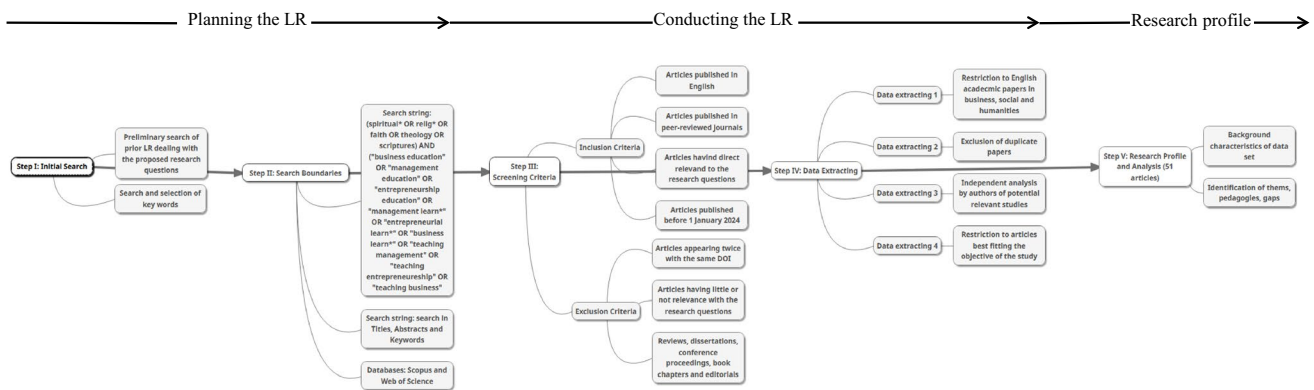 Planning the LR
Conducting the LR
Research profile
Step I: Initial Search
Preliminary search of
prior LR dealing with
the proposed research
questions
Search and selection of
key words
Step II: Search Boundaries
Search string:
(spiritual* OR relig* OR
faith OR theology OR
scriptures) AND
("business education"
OR "management
education" OR
"entrepreneurship
education" OR
"management learn*"
OR "entrepreneurial
learn*" OR "business
learn*" OR "teaching
management" OR
"teaching
entrepreneureship" OR
"teaching business"
Search string: search in
Titles, Abstracts and
Keywords
Databases: Scopus and
Web of Science
Step III:
Screening Criteria
Inclusion Criteria
Articles published in
English
Articles published in
peer-reviewed journals
Articles havind direct
relevand to the
research questions
Articles published
before 1 January 2024
Exclusion Criteria
Articles appearing twice
with the same DOI
Articles having little or
not relevance with the
research questions
Reviews, dissertations,
conference
proceedings, book
chapters and editorials
Step IV: Data Extracting
Data extracting 1
Restriction to English
acadecmic papers in
business, social and
humanities
Data extracting 2
Exclusion of duplicate
papers
Data extracting 3
Independent analysis
by authors of potential
relevant studies
Data extracting 4
Restriction to articles
best fitting the
objective of the study
Step V: Research Profile
and Analysis (51
articles)
Background
characteristics of data
set
Identification of thems,
pedagogies, gaps